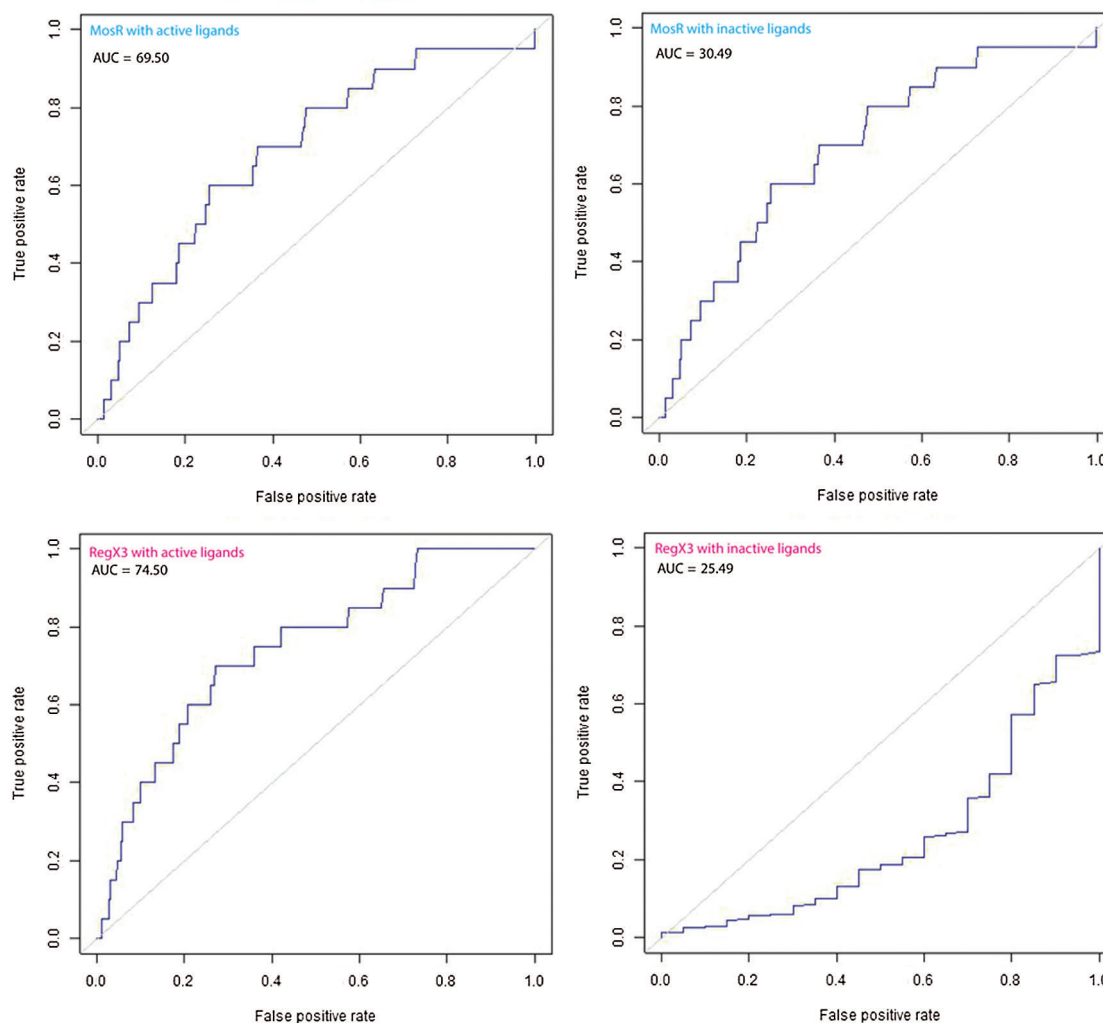 MosR with active ligands
AUC = 69.50
True positive rate
0.0 0.2 0.4 0.6 0.8 1.0
0.0 0.2 0.4 0.6 0.8 1.0
False positive rate
MosR with inactive ligands
AUC = 30.49
True positive rate
0.0 0.2 0.4 0.6 0.8 1.0
0.0 0.2 0.4 0.6 0.8 1.0
False positive rate
RegX3 with active ligands
AUC = 74.50
True positive rate
0.0 0.2 0.4 0.6 0.8 1.0
0.0 0.2 0.4 0.6 0.8 1.0
False positive rate
RegX3 with inactive ligands
AUC = 25.49
True positive rate
0.0 0.2 0.4 0.6 0.8 1.0
0.0 0.2 0.4 0.6 0.8 1.0
False positive rate